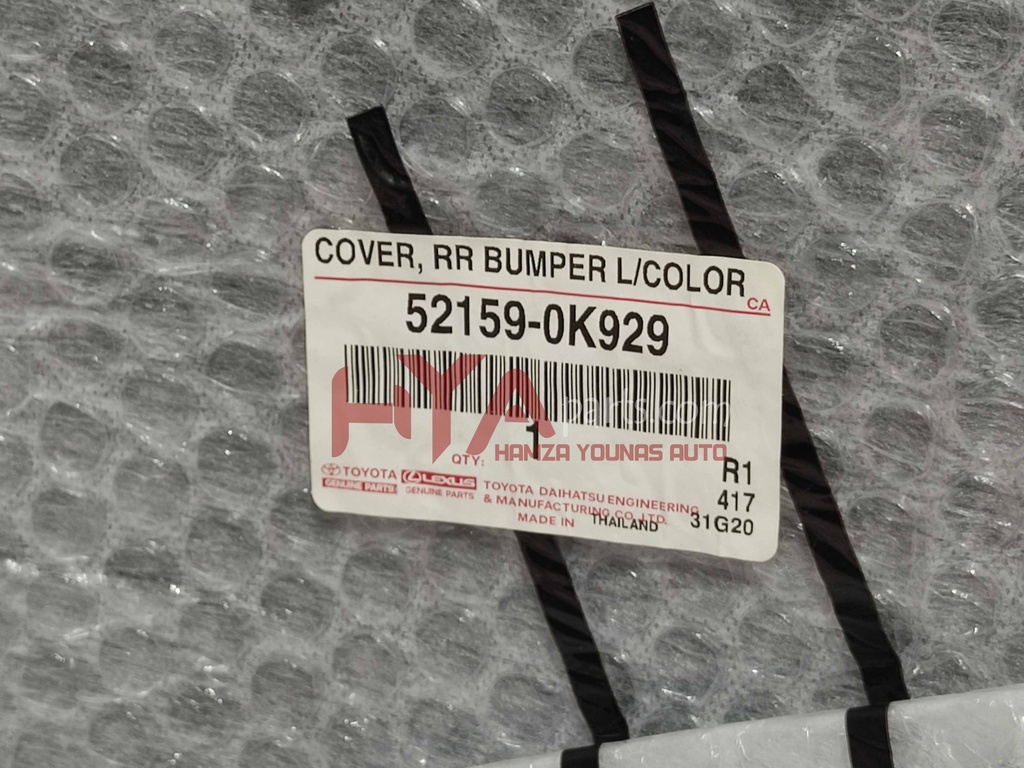 COVER, RR BUMPER L/COLOR
CA
52159-0K929
HYA parts.com
HAMZA YOUNAS AUTO
QTY: 1
R1
TOYOTA LEXUS
GENUINE PARTS GENUINE PARTS
417
TOYOTA DAIHATSU ENGINEERING
& MANUFACTURING CO., LTD.
31G20
MADE IN THAILAND